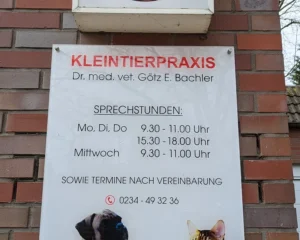 KLEINTIERPRAXIS
Dr. med. vet. Götz E. Bachler
SPRECHSTUNDEN:
Mo, Di, Do 9.30 - 11.00 Uhr
15.30 - 18.00 Uhr
Mittwoch 9.30 - 11.00 Uhr
SOWIE TERMINE NACH VEREINBARUNG
0234 - 49 32 36